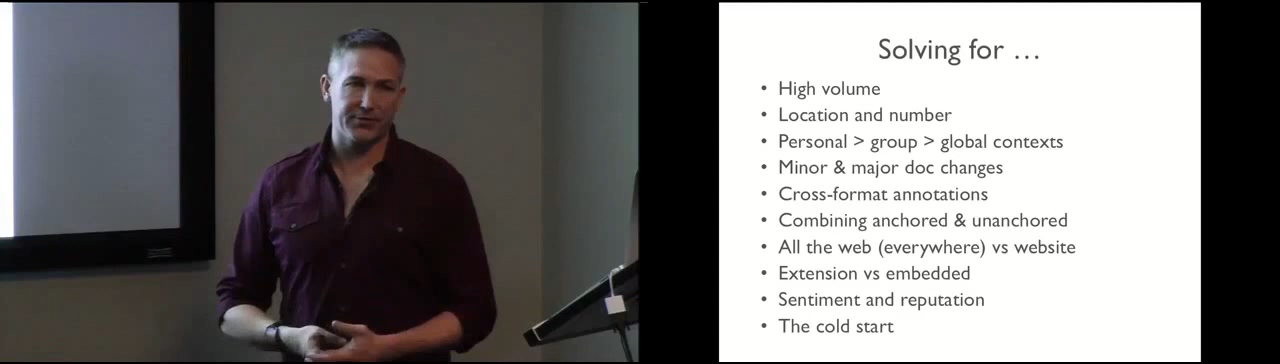 Solving for …
• High volume
• Location and number
• Personal > group > global contexts
• Minor & major doc changes
• Cross-format annotations
• Combining anchored & unanchored
• All the web (everywhere) vs website
• Extension vs embedded
• Sentiment and reputation
• The cold start